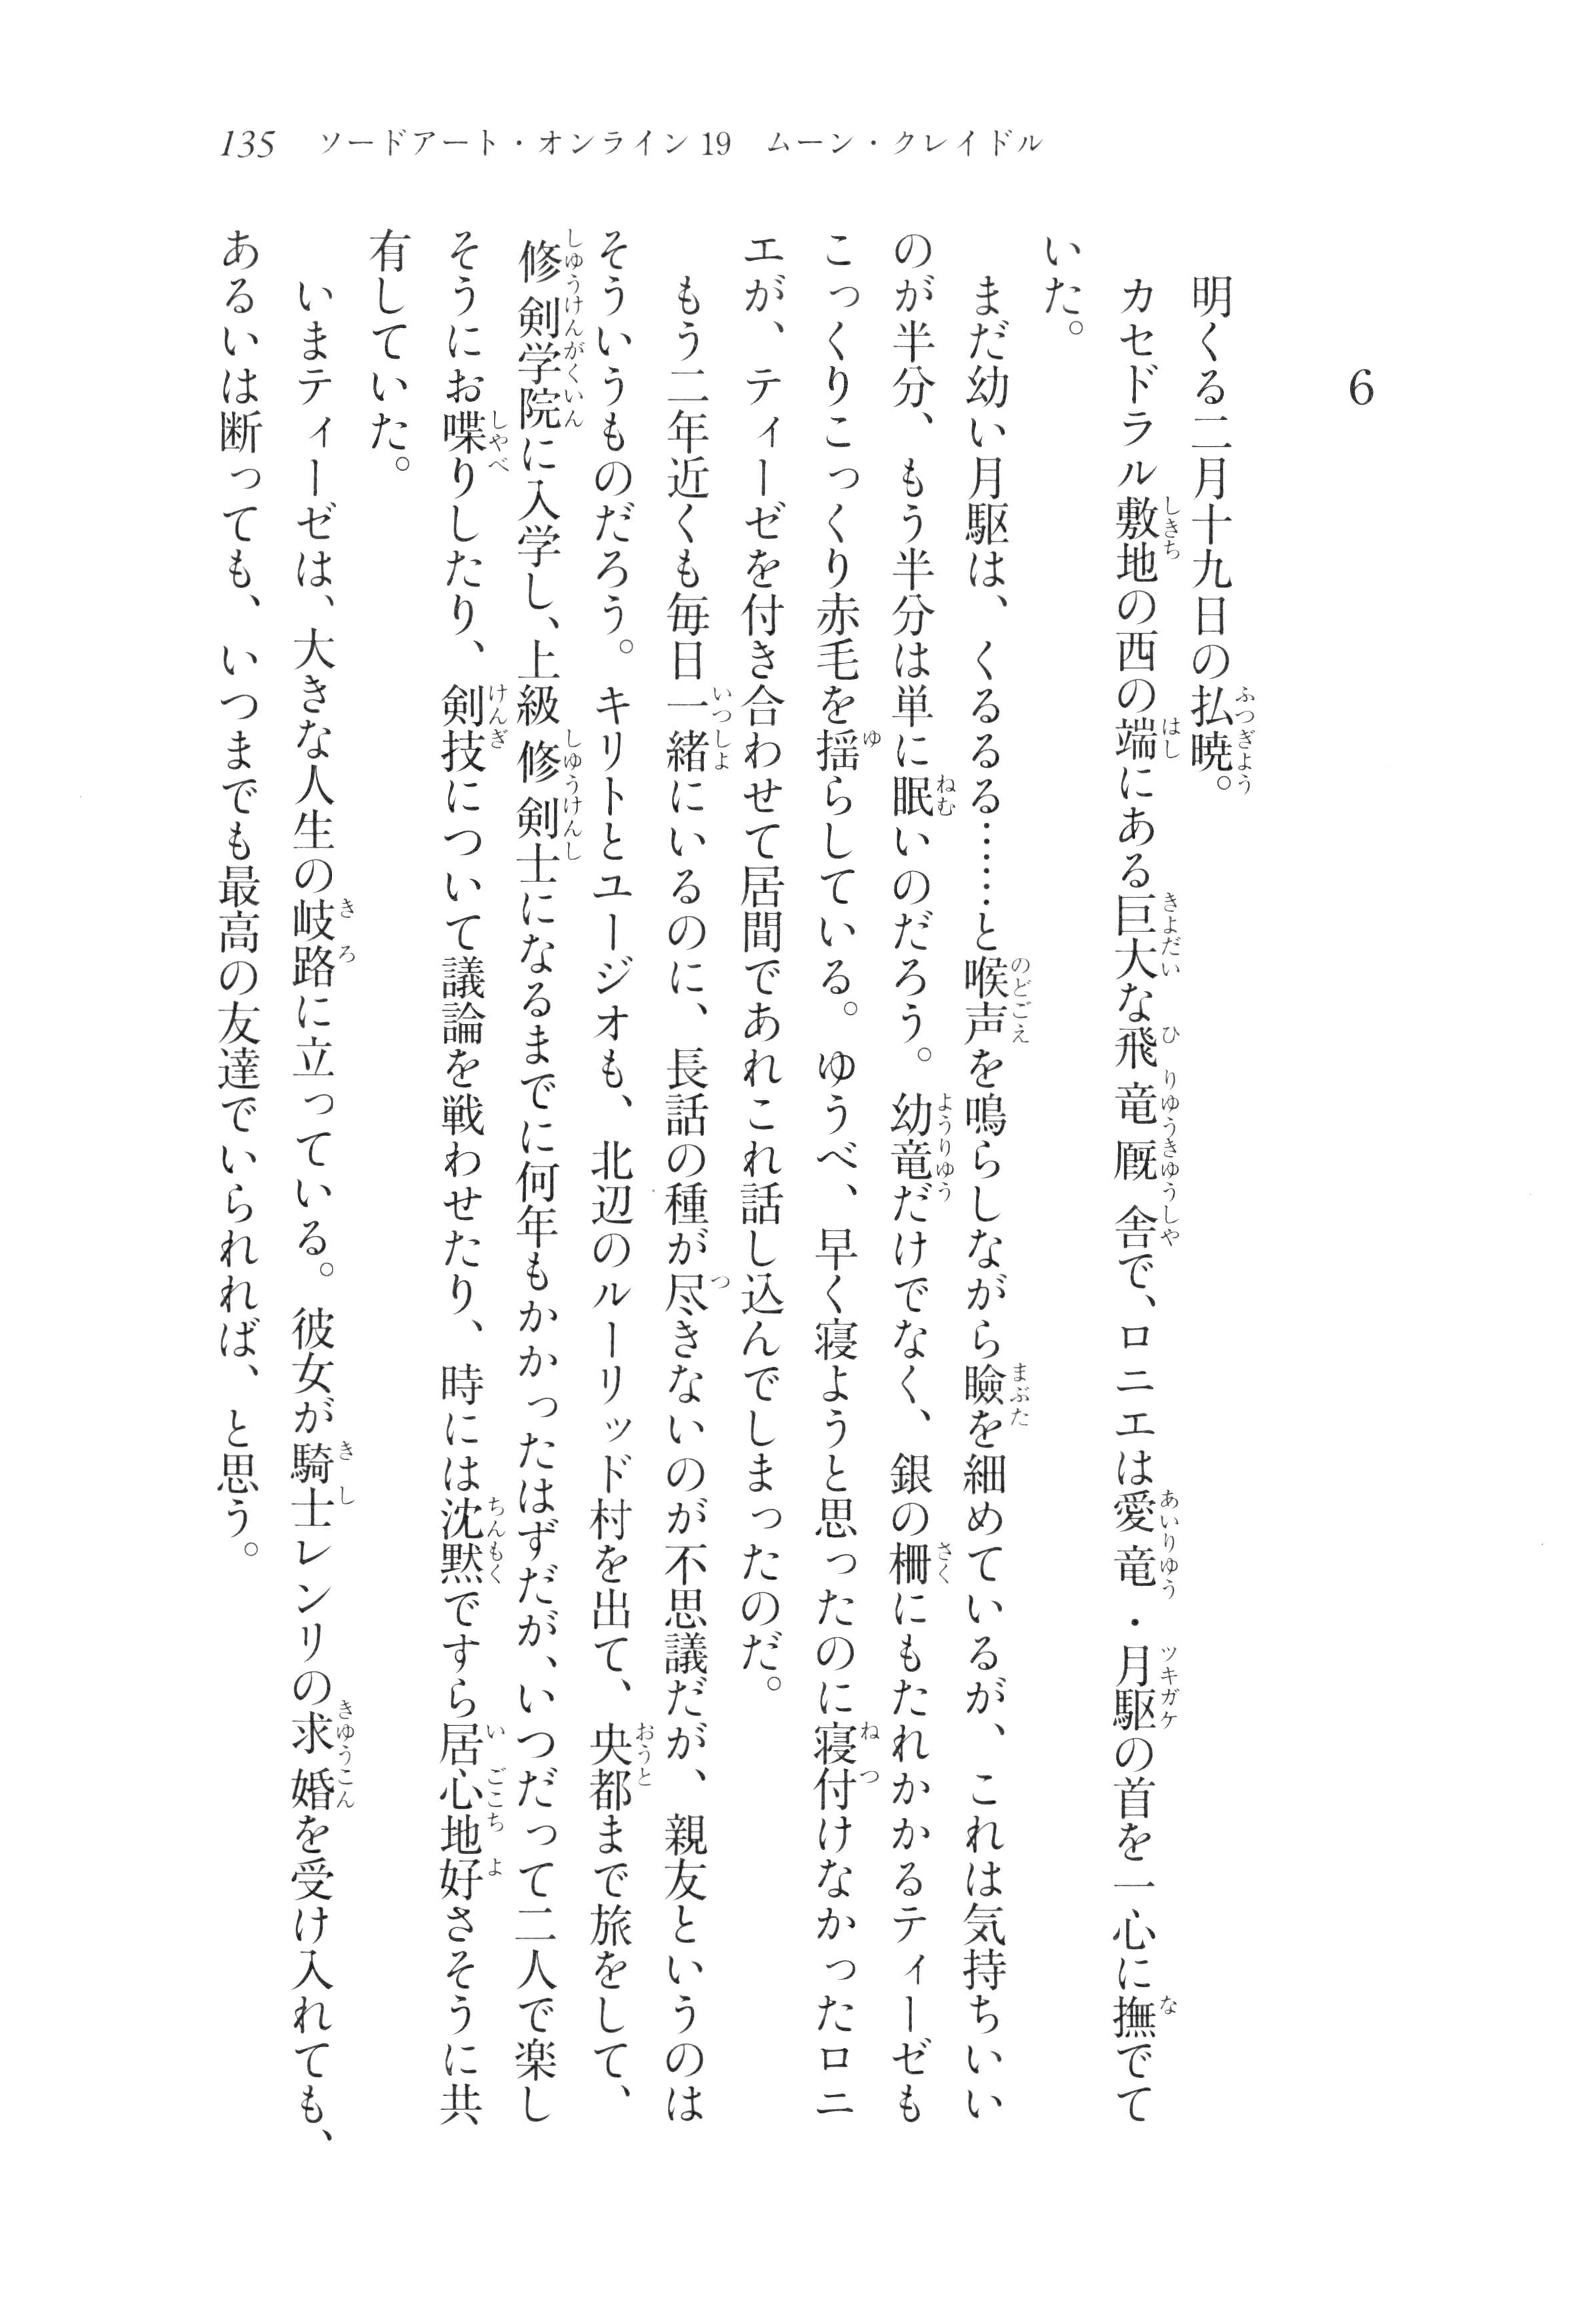 135 ソードアート・オンライン19 ムーン・クレイドル
6
明くる二月十九日の払暁。
カセドラル敷地の西の端にある巨大な飛竜厩舎で、ロニエは愛竜・月駆の首を一心に撫でて
いた。
まだ幼い月駆は、くるるる……と喉声を鳴らしながら瞼を細めているが、これは気持ちいい
のが半分、もう半分は単に眠いのだろう。幼竜だけでなく、銀の柵にもたれかかるティーゼも
こっくりこっくり赤毛を揺らしている。ゆうべ、早く寝ようと思ったのに寝付けなかったロニ
エが、ティーゼを付き合わせて居間であれこれ話し込んでしまったのだ。
もう二年近くも毎日一緒にいるのに、長話の種が尽きないのが不思議だが、親友というのは
そういうものだろう。キリトとユージオも、北辺のルーリッド村を出て、央都まで旅をして、
修剣学院に入学し、上級修剣士になるまでに何年もかかったはずだが、いつだって二人で楽し
そうにお喋りしたり、剣技について議論を戦わせたり、時には沈黙ですら居心地好さそうに共
有していた。
いまティーゼは、大きな人生の岐路に立っている。彼女が騎士レンリの求婚を受け入れても、
あるいは断っても、いつまでも最高の友達でいられれば、と思う。